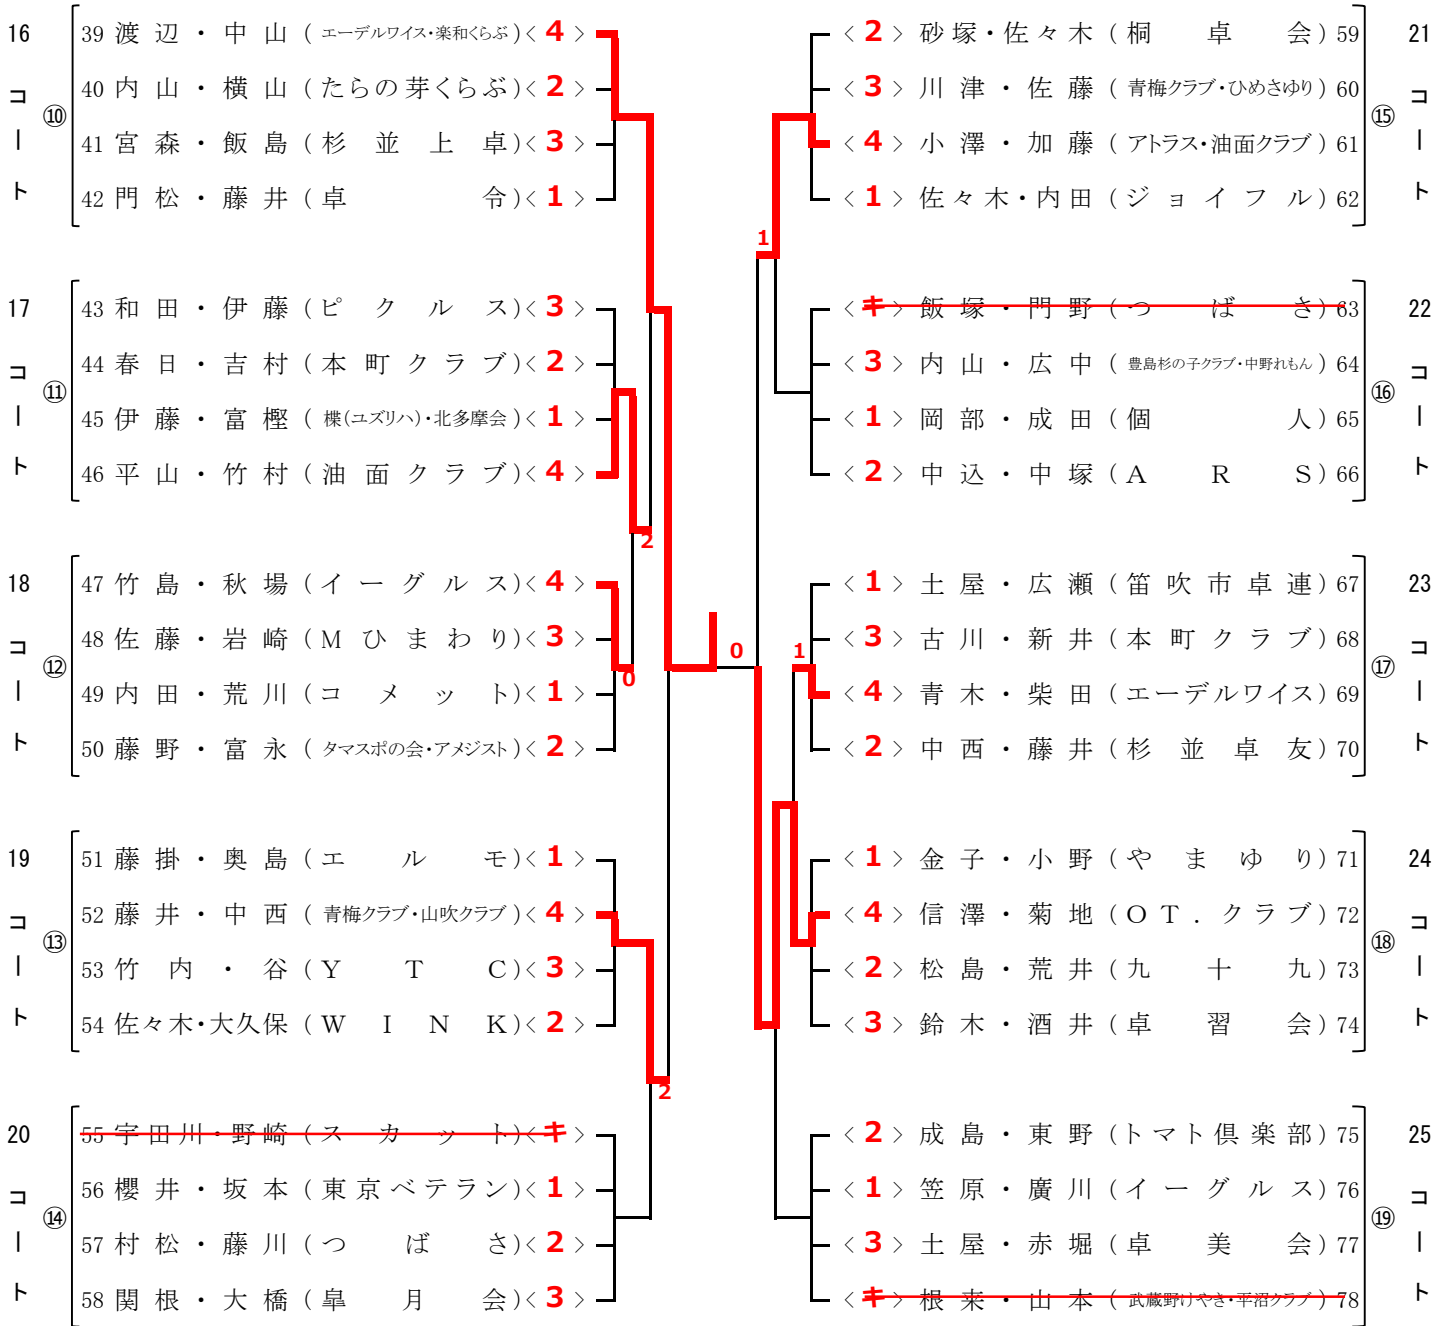 16 コート ⑩
39 渡辺・中山 (エーデルワイス・楽和くらぶ) < 4 >
40 内山・横山 (たらの芽くらぶ) < 2 >
41 宮森・飯島 (杉並上卓) < 3 >
42 門松・藤井 (卓令) < 1 >
17 コート ⑪
43 和田・伊藤 (ピクルス) < 3 >
44 春日・吉村 (本町クラブ) < 2 >
45 伊藤・富樫 (楪(ユズリハ)・北多摩会) < 1 >
46 平山・竹村 (油面クラブ) < 4 >
2
18 コート ⑫
47 竹島・秋場 (イーグルス) < 4 >
48 佐藤・岩崎 (Mひまわり) < 3 >
49 内田・荒川 (コメット) < 1 >
50 藤野・富永 (タマスポの会・アメジスト) < 2 >
0
19 コート ⑬
51 藤掛・奥島 (エルモ) < 1 >
52 藤井・中西 (青梅クラブ・山吹クラブ) < 4 >
53 竹内・谷 (YTC) < 3 >
54 佐々木・大久保 (WINK) < 2 >
2
20 コート ⑭
55 宇田川・野崎 (スカット) < キ >
56 櫻井・坂本 (東京ベテラン) < 1 >
57 村松・藤川 (つばさ) < 2 >
58 関根・大橋 (皐月会) < 3 >
0
21 コート ⑮
< 2 > 砂塚・佐々木 (桐卓会) 59
< 3 > 川津・佐藤 (青梅クラブ・ひめさゆり) 60
< 4 > 小澤・加藤 (アトラス・油面クラブ) 61
< 1 > 佐々木・内田 (ジョイフル) 62
1
22 コート ⑯
< キ > 飯塚・門野 (つばさ) 63
< 3 > 内山・広中 (豊島杉の子クラブ・中野れもん) 64
< 1 > 岡部・成田 (個人) 65
< 2 > 中込・中塚 (ARS) 66
23 コート ⑰
< 1 > 土屋・広瀬 (笛吹市卓連) 67
< 3 > 古川・新井 (本町クラブ) 68
< 4 > 青木・柴田 (エーデルワイス) 69
< 2 > 中西・藤井 (杉並卓友) 70
1
24 コート ⑱
< 1 > 金子・小野 (やまゆり) 71
< 4 > 信澤・菊地 (OT.クラブ) 72
< 2 > 松島・荒井 (九十九) 73
< 3 > 鈴木・酒井 (卓習会) 74
25 コート ⑲
< 2 > 成島・東野 (トマト倶楽部) 75
< 1 > 笠原・廣川 (イーグルス) 76
< 3 > 土屋・赤堀 (卓美会) 77
< キ > 根来・山本 (武蔵野けやき・平沼クラブ) 78